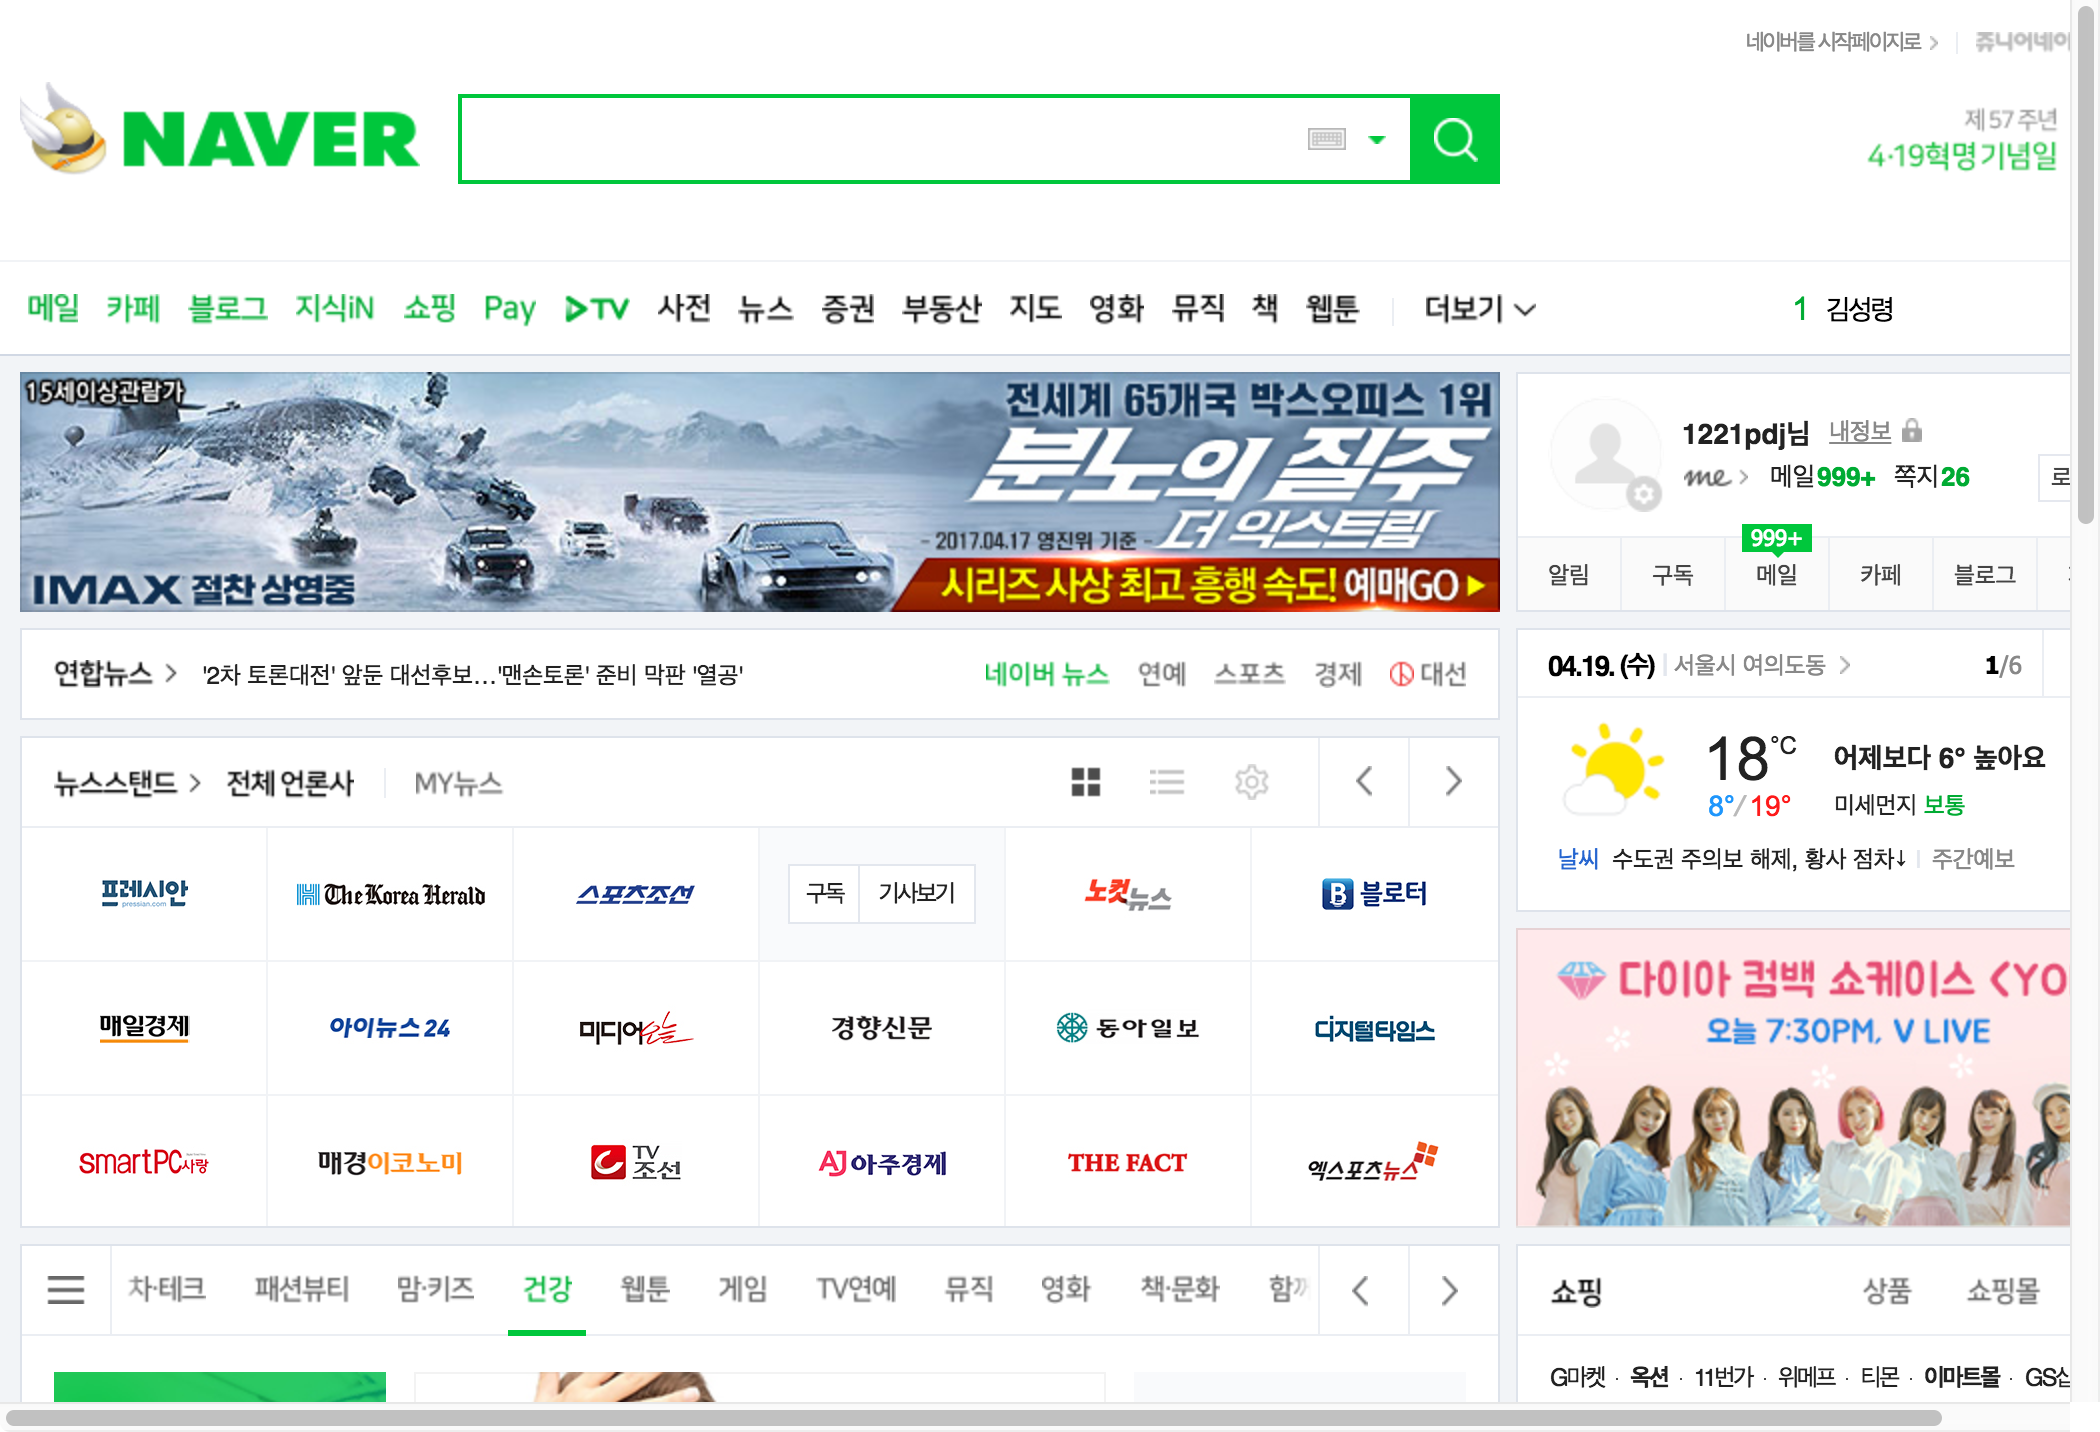 네이버를 시작페이지로
쥬니어네이
NAVER
제 57 주년
4·19혁명 기념일
메일 카페 블로그 지식iN 쇼핑 Pay TV 사전 뉴스 증권 부동산 지도 영화 뮤직 책 웹툰 더보기
1 김성령
15세이상관람가
전세계 65개국 박스오피스 1위
분노의 질주
더 익스트림
- 2017.04.17 영진위 기준 -
IMAX 절찬 상영중
시리즈 사상 최고 흥행 속도! 예매GO
1221pdj님 내정보
me 메일999+ 쪽지26
로
999+
알림 구독 메일 카페 블로그
연합뉴스 '2차 토론대전' 앞둔 대선후보…'맨손토론' 준비 막판 '열공'
네이버 뉴스 연예 스포츠 경제 대선
04.19. (수) 서울시 여의도동 1/6
18℃ 어제보다 6° 높아요
8°/19° 미세먼지 보통
날씨 수도권 주의보 해제, 황사 점차↓ 주간예보
뉴스스탠드 전체 언론사 MY뉴스
프레시안 pressian.com
The Korea Herald
스포츠조선
구독 기사보기
노컷뉴스
B 블로터
매일경제
아이뉴스24
미디어오늘
경향신문
동아일보
디지털타임스
smartPC사랑
매경이코노미
TV조선
AJ아주경제
THE FACT
엑스포츠뉴스
다이아 컴백 쇼케이스 <YO
오늘 7:30PM, V LIVE
차·테크 패션뷰티 맘·키즈 건강 웹툰 게임 TV연예 뮤직 영화 책·문화 함께
쇼핑 상품 쇼핑몰
G마켓 · 옥션 · 11번가 · 위메프 · 티몬 · 이마트몰 · GS샵